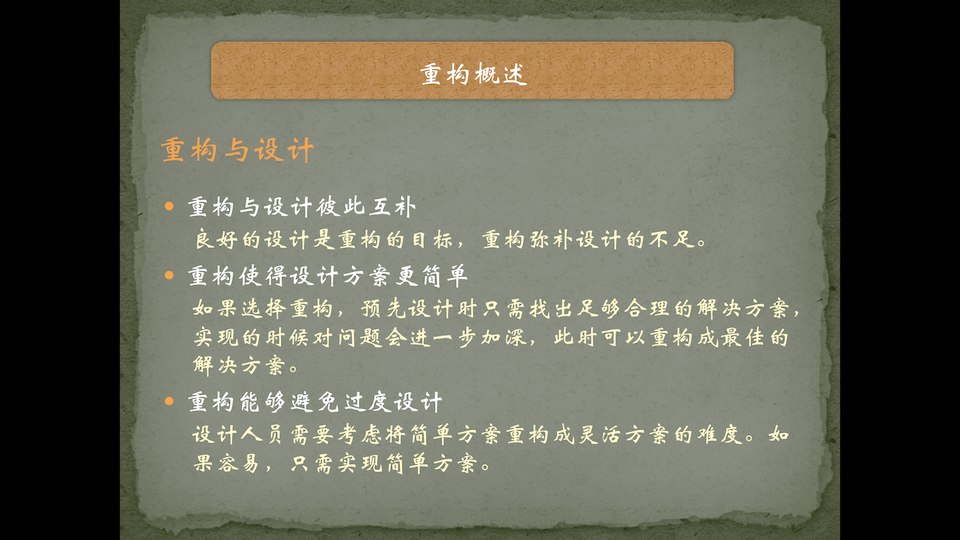 重构概述
重构与设计
• 重构与设计彼此互补
良好的设计是重构的目标，重构弥补设计的不足。
• 重构使得设计方案更简单
如果选择重构，预先设计时只需找出足够合理的解决方案，
实现的时候对问题会进一步加深，此时可以重构成最佳的
解决方案。
• 重构能够避免过度设计
设计人员需要考虑将简单方案重构成灵活方案的难度。如
果容易，只需实现简单方案。